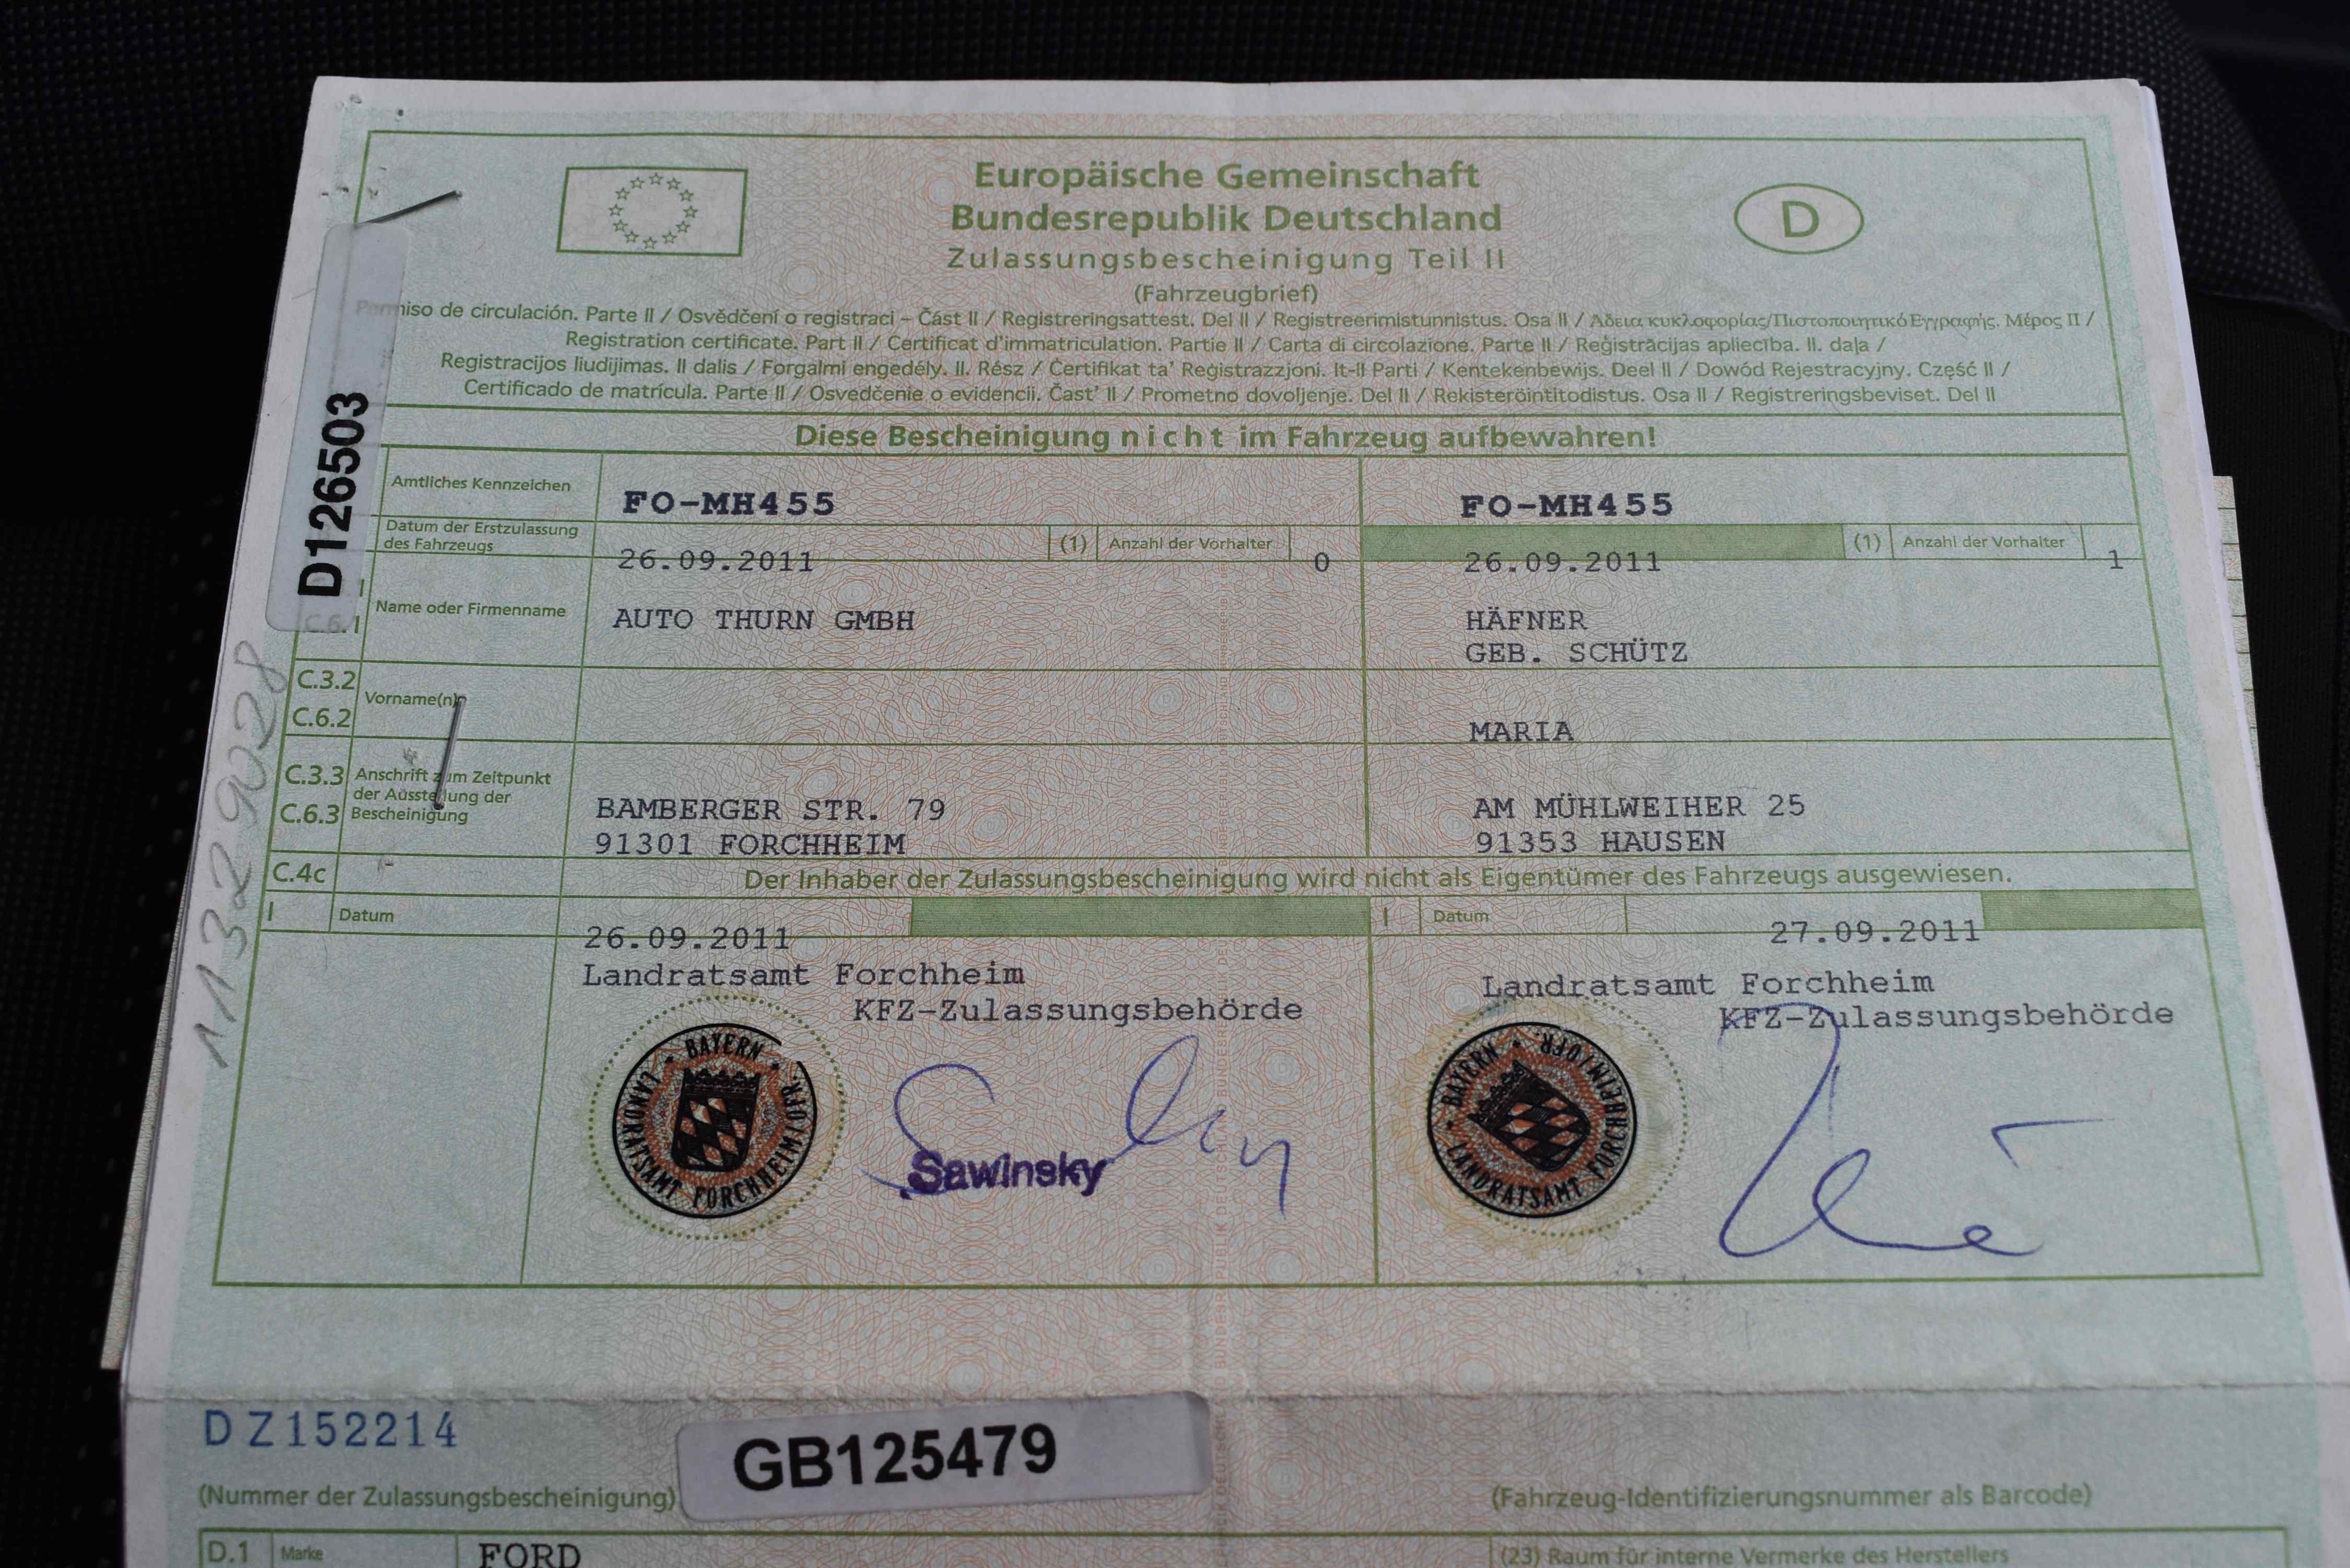 Europäische Gemeinschaft
Bundesrepublik Deutschland
Zulassungsbescheinigung Teil II
(Fahrzeugbrief)
D
Permiso de circulación. Parte II / Osvědčení o registraci – Část II / Registreringsattest. Del II / Registreerimistunnistus. Osa II / Άδεια κυκλοφορίας/Πιστοποιητικό Εγγραφής. Μέρος II /
Registration certificate. Part II / Certificat d'immatriculation. Partie II / Carta di circolazione. Parte II / Reģistrācijas apliecība. II. daļa /
Registracijos liudijimas. II dalis / Forgalmi engedély. II. Rész / Ċertifikat ta' Reġistrazzjoni. It-II Parti / Kentekenbewijs. Deel II / Dowód Rejestracyjny. Część II /
Certificado de matrícula. Parte II / Osvedčenie o evidencii. Časť II / Prometno dovoljenje. Del II / Rekisteröintitodistus. Osa II / Registreringsbeviset. Del II
D126503
11329028
Diese Bescheinigung nicht im Fahrzeug aufbewahren!
Amtliches Kennzeichen FO-MH455 FO-MH455
Datum der Erstzulassung
des Fahrzeugs
26.09.2011 (1) Anzahl der Vorhalter 0 26.09.2011 (1) Anzahl der Vorhalter 1
C.6.1 Name oder Firmenname AUTO THURN GMBH HÄFNER
GEB. SCHÜTZ
C.3.2
C.6.2
Vorname(n) MARIA
C.3.3
C.6.3
Anschrift zum Zeitpunkt
der Ausstellung der
Bescheinigung
BAMBERGER STR. 79 AM MÜHLWEIHER 25
91301 FORCHHEIM 91353 HAUSEN
C.4c Der Inhaber der Zulassungsbescheinigung wird nicht als Eigentümer des Fahrzeugs ausgewiesen.
I Datum 26.09.2011 I Datum 27.09.2011
Landratsamt Forchheim Landratsamt Forchheim
KFZ-Zulassungsbehörde KFZ-Zulassungsbehörde
BAYERN
LANDRATSAMT FORCHHEIM/OFR.
Sawinsky
BAYERN
LANDRATSAMT FORCHHEIM/OFR.
DZ152214
GB125479
(Nummer der Zulassungsbescheinigung) (Fahrzeug-Identifizierungsnummer als Barcode)
D.1 Marke FORD (23) Raum für interne Vermerke des Herstellers